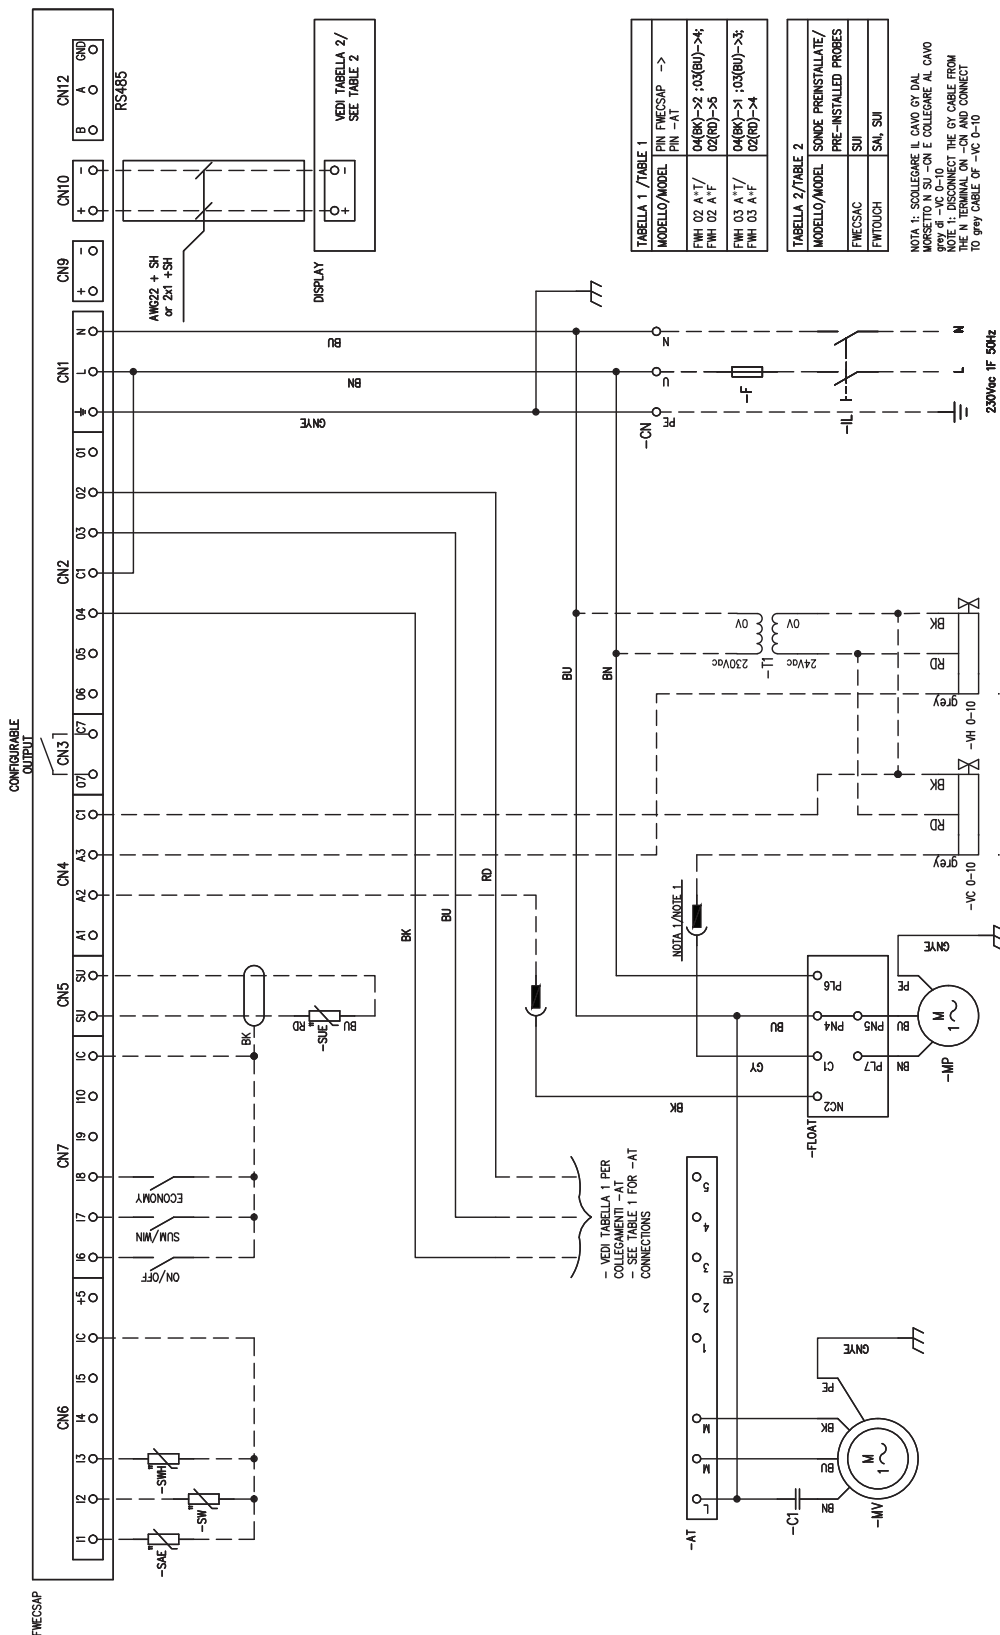 FWECSAP
CONFIGURABLE
OUTPUT
CN6
CN7
CN5
CN4
CN3
CN2
CN1
CN9
CN10
CN12
I1 I2 I3 I4 I5 IC +5
I6 I7 I8 I9 I10 IC
SU SU
A1 A2 A3 C1
07 C7
06 05 04 C1 03 02 01
L N
+ -
+ -
B A GND
RS485
-SAE
-SW
-SWH
ON/OFF
SUM/WIN
ECONOMY
BK
RD
BU
-SUE
AWG22 + SH
or 2x1 +SH
DISPLAY
+ -
VEDI TABELLA 2/
SEE TABLE 2
BK
BU
RD
GNYE
BN
BU
- VEDI TABELLA 1 PER
COLLEGAMENTI -AT
- SEE TABLE 1 FOR -AT
CONNECTIONS
BK
BU
BN
NOTA 1/NOTE 1
-CN
PE
U
N
-AT
L M M 1 2 3 4 5
BU
GY
BU
-FLOAT
NC2 C1 PN4 PL6
PL7 PN5
230Vac
0V
-T1
24Vac
0V
-F
-IL
-C1
BN
BU
BK
PE
GNYE
M
1
-MV
BN
BU
PE
GNYE
M
1
-MP
grey
RD
BK
-VC 0-10
grey
RD
BK
-VH 0-10
L
N
230Vac 1F 50Hz
TABELLA 1 /TABLE 1
MODELLO/MODEL
PIN FWECSAP ->
PIN -AT
FWH 02 A*T/
FWH 02 A*F
04(BK)->2 ;03(BU)->4;
02(RD)->5
FWH 03 A*T/
FWH 03 A*F
04(BK)->1 ;03(BU)->3;
02(RD)->4
TABELLA 2/TABLE 2
MODELLO/MODEL
SONDE PREINSTALLATE/
PRE-INSTALLED PROBES
FWECSAC
SUI
FWTOUCH
SAI, SUI
NOTA 1: SCOLLEGARE IL CAVO GY DAL
MORSETTO N SU -CN E COLLEGARE AL CAVO
grey di -VC 0-10
NOTE 1: DISCONNECT THE GY CABLE FROM
THE N TERMINAL ON -CN AND CONNECT
TO grey CABLE OF -VC 0-10